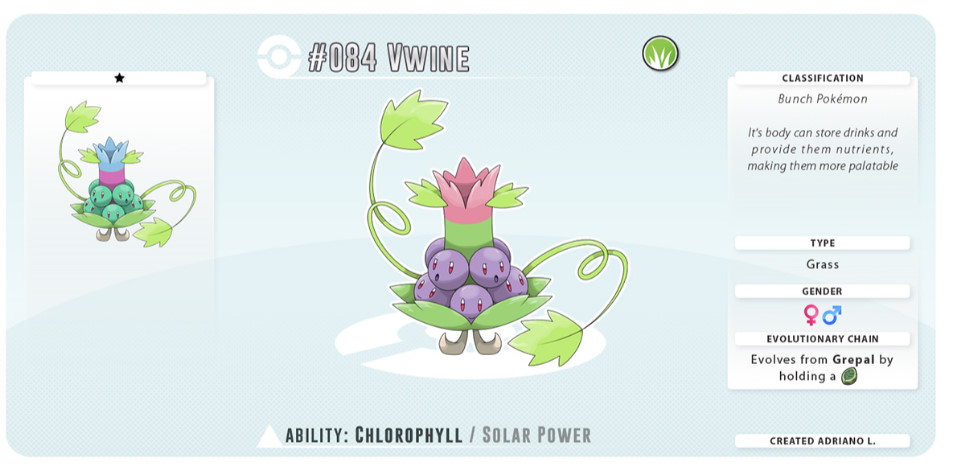 #084 Vwine
CLASSIFICATION
Bunch Pokémon
It's body can store drinks and
provide them nutrients,
making them more palatable
TYPE
Grass
GENDER
EVOLUTIONARY CHAIN
Evolves from Grepal by
holding a
ABILITY: CHLOROPHYLL / SOLAR POWER
CREATED ADRIANO L.